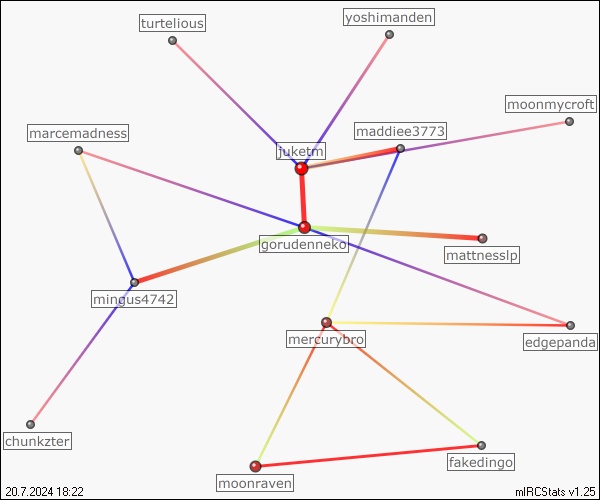 turtelious
yoshimanden
moonmycroft
marcemadness
maddiee3773
juketm
gorudenneko
mattnesslp
mingus4742
mercurybro
edgepanda
chunkzter
fakedingo
moonraven
20.7.2024 18:22
mIRCStats v1.25